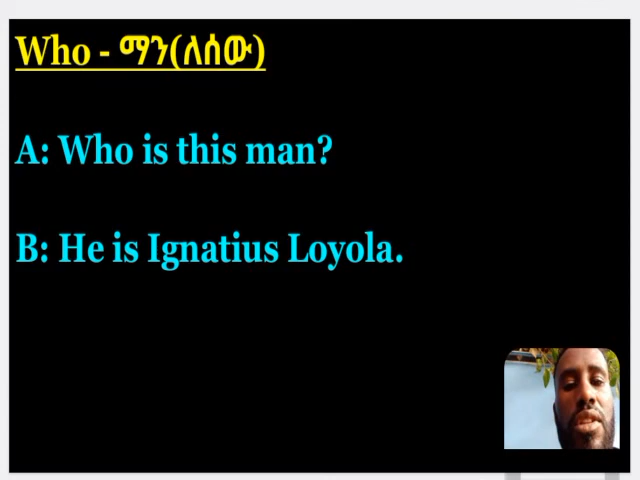 Who - ማን(ለሰው)
A: Who is this man?
B: He is Ignatius Loyola.